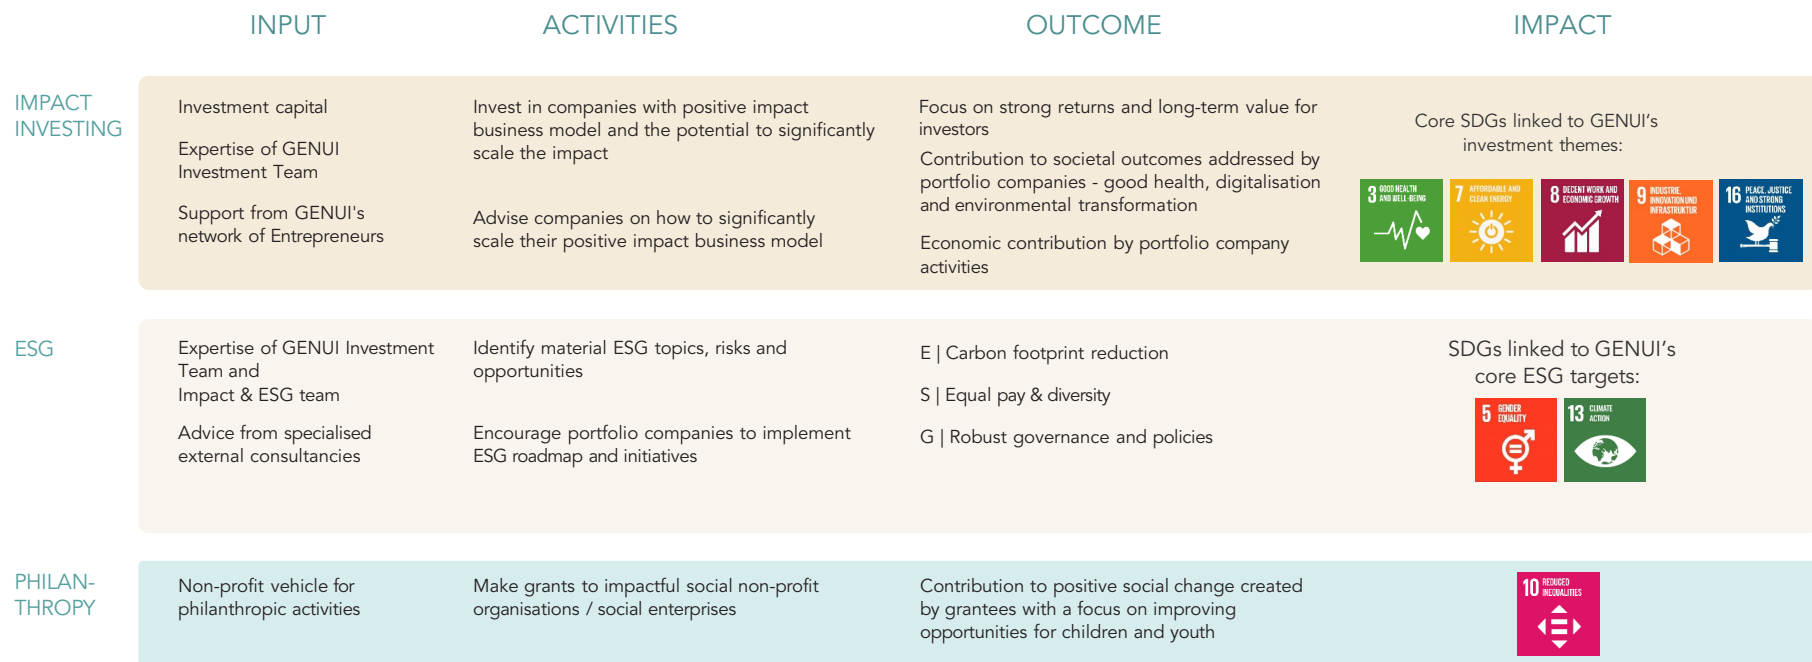 INPUT
ACTIVITIES
OUTCOME
IMPACT
IMPACT
INVESTING
Investment capital
Expertise of GENUI
Investment Team
Support from GENUI's
network of Entrepreneurs
Invest in companies with positive impact
business model and the potential to significantly
scale the impact
Advise companies on how to significantly
scale their positive impact business model
Focus on strong returns and long-term value for
investors
Contribution to societal outcomes addressed by
portfolio companies - good health, digitalisation
and environmental transformation
Economic contribution by portfolio company
activities
Core SDGs linked to GENUI's
investment themes:
3 GOOD HEALTH
AND WELL-BEING
7 AFFORDABLE AND
CLEAN ENERGY
8 DECENT WORK AND
ECONOMIC GROWTH
9 INDUSTRIE,
INNOVATION UND
INFRASTRUKTUR
16 PEACE, JUSTICE
AND STRONG
INSTITUTIONS
ESG
Expertise of GENUI Investment
Team and
Impact & ESG team
Advice from specialised
external consultancies
Identify material ESG topics, risks and
opportunities
Encourage portfolio companies to implement
ESG roadmap and initiatives
E | Carbon footprint reduction
S | Equal pay & diversity
G | Robust governance and policies
SDGs linked to GENUI's
core ESG targets:
5 GENDER
EQUALITY
13 CLIMATE
ACTION
PHILAN-
THROPY
Non-profit vehicle for
philanthropic activities
Make grants to impactful social non-profit
organisations / social enterprises
Contribution to positive social change created
by grantees with a focus on improving
opportunities for children and youth
10 REDUCED
INEQUALITIES